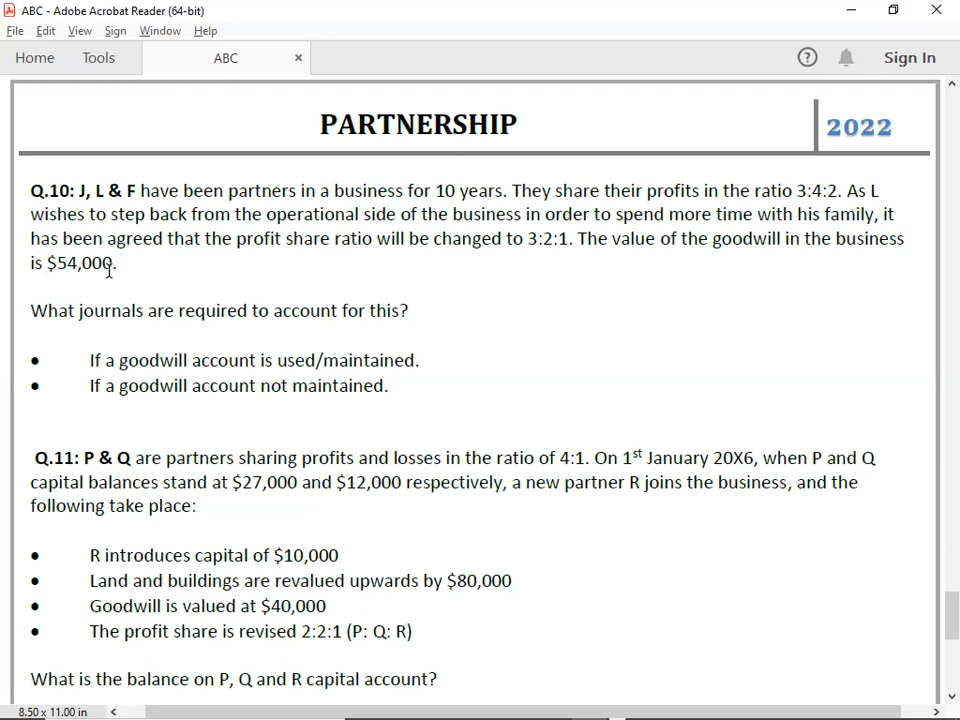 ABC - Adobe Acrobat Reader (64-bit)
File Edit View Sign Window Help
Home Tools ABC × ? Sign In
PARTNERSHIP 2022
Q.10: J, L & F have been partners in a business for 10 years. They share their profits in the ratio 3:4:2. As L
wishes to step back from the operational side of the business in order to spend more time with his family, it
has been agreed that the profit share ratio will be changed to 3:2:1. The value of the goodwill in the business
is $54,000.
What journals are required to account for this?
• If a goodwill account is used/maintained.
• If a goodwill account not maintained.
Q.11: P & Q are partners sharing profits and losses in the ratio of 4:1. On 1st January 20X6, when P and Q
capital balances stand at $27,000 and $12,000 respectively, a new partner R joins the business, and the
following take place:
• R introduces capital of $10,000
• Land and buildings are revalued upwards by $80,000
• Goodwill is valued at $40,000
• The profit share is revised 2:2:1 (P: Q: R)
What is the balance on P, Q and R capital account?
8.50 x 11.00 in